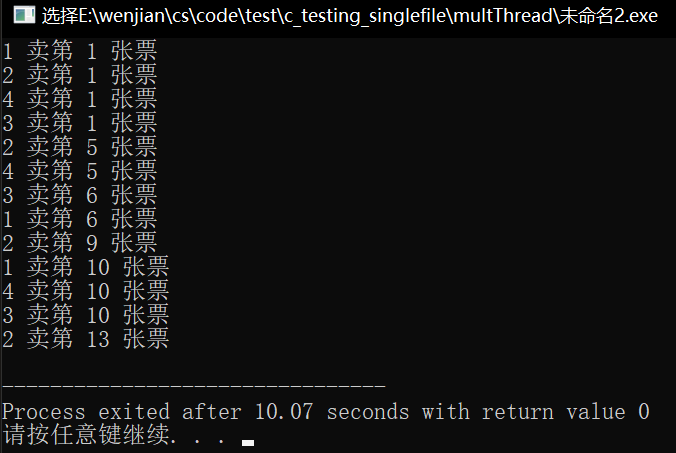 选择E:\wenjian\cs\code\test\c_testing_singlefile\multThread\未命名2.exe
1 卖第 1 张票
2 卖第 1 张票
4 卖第 1 张票
3 卖第 1 张票
2 卖第 5 张票
4 卖第 5 张票
3 卖第 6 张票
1 卖第 6 张票
2 卖第 9 张票
1 卖第 10 张票
4 卖第 10 张票
3 卖第 10 张票
2 卖第 13 张票
--------------------------------
Process exited after 10.07 seconds with return value 0
请按任意键继续. . .